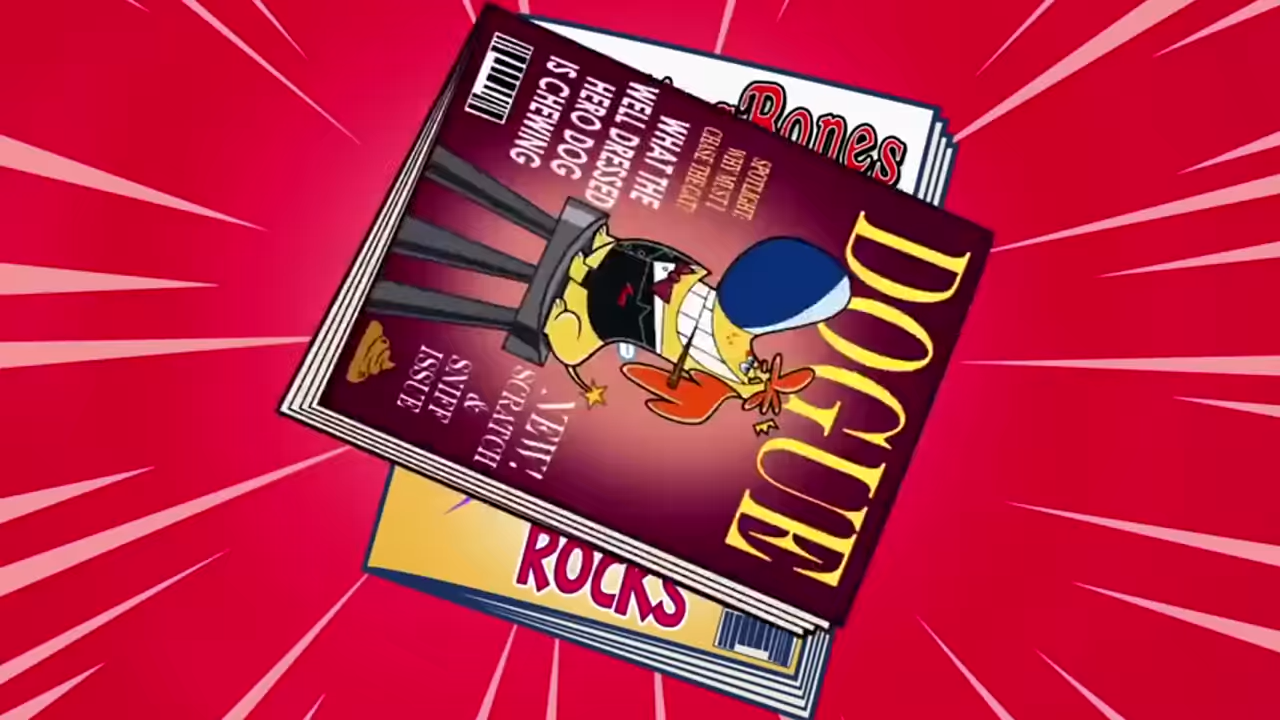 DOGUE
SPOTLIGHT:
WHY MUST I
CHASE THE CAT?
WHAT THE
WELL DRESSED
HERO DOG
IS CHEWING
NEW!
SCRATCH
&
SNIFF
ISSUE
Bones
ROCKS